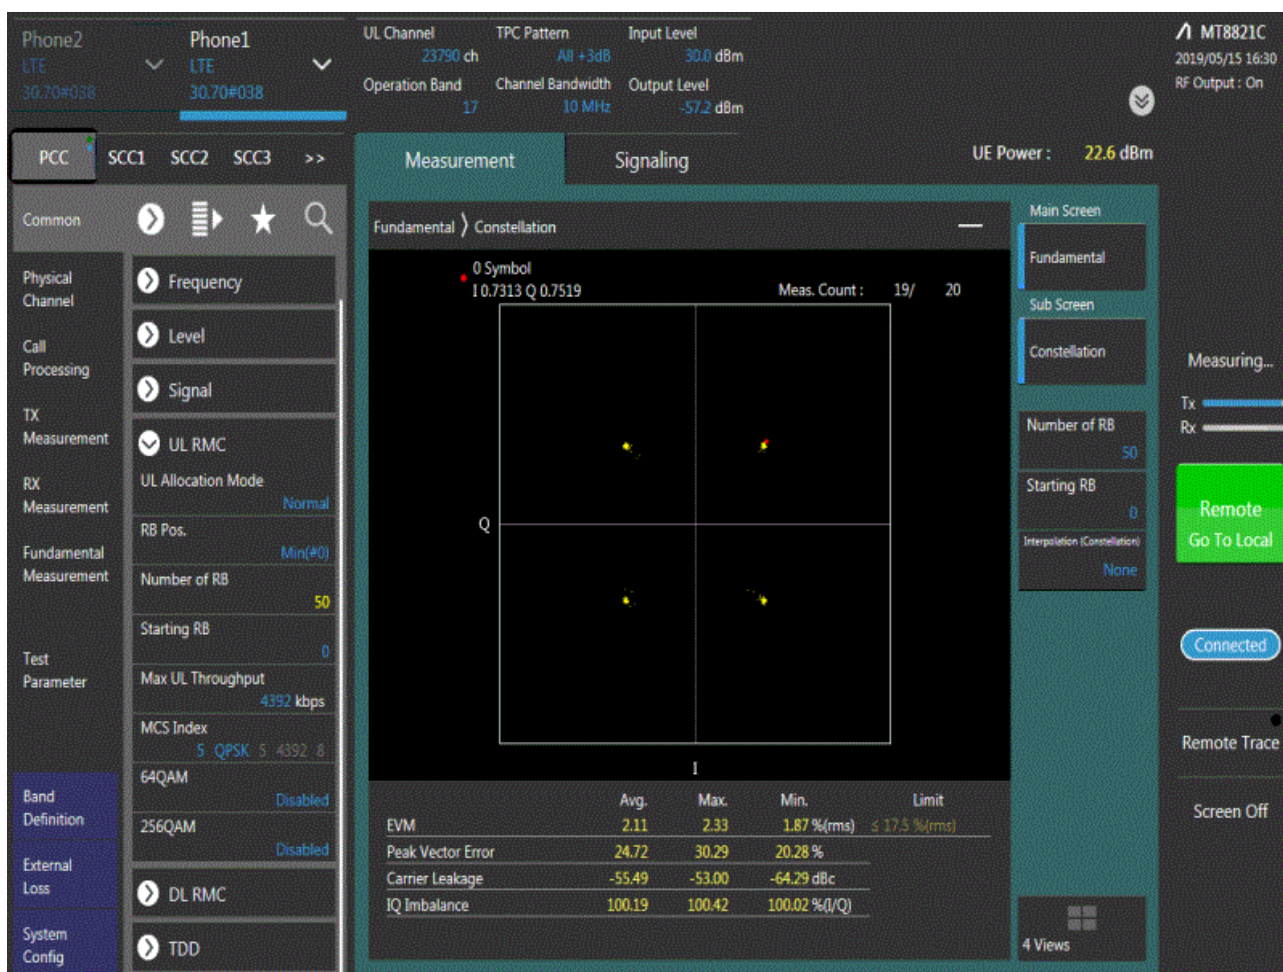 Phone2
LTE
30.70#038
Phone1
LTE
30.70#038
UL Channel
23790 ch
TPC Pattern
All +3dB
Input Level
30.0 dBm
Operation Band
17
Channel Bandwidth
10 MHz
Output Level
-57.2 dBm
MT8821C
2019/05/15 16:30
RF Output : On
PCC SCC1 SCC2 SCC3 >>
Measurement
Signaling
UE Power : 22.6 dBm
Common
Physical
Channel
Call
Processing
TX
Measurement
RX
Measurement
Fundamental
Measurement
Test
Parameter
Band
Definition
External
Loss
System
Config
Frequency
Level
Signal
UL RMC
UL Allocation Mode
Normal
RB Pos.
Min(#0)
Number of RB
50
Starting RB
0
Max UL Throughput
4392 kbps
MCS Index
5 QPSK 5 4392 8
64QAM
Disabled
256QAM
Disabled
DL RMC
TDD
Fundamental 〉 Constellation
0 Symbol
I 0.7313 Q 0.7519
Meas. Count : 19/ 20
Q
I
Avg. Max. Min. Limit
EVM 2.11 2.33 1.87 %(rms) ≤ 17.5 %(rms)
Peak Vector Error 24.72 30.29 20.28 %
Carrier Leakage -55.49 -53.00 -64.29 dBc
IQ Imbalance 100.19 100.42 100.02 %(I/Q)
Main Screen
Fundamental
Sub Screen
Constellation
Number of RB
50
Starting RB
0
Interpolation (Constellation)
None
4 Views
Measuring...
Tx
Rx
Remote
Go To Local
Connected
Remote Trace
Screen Off